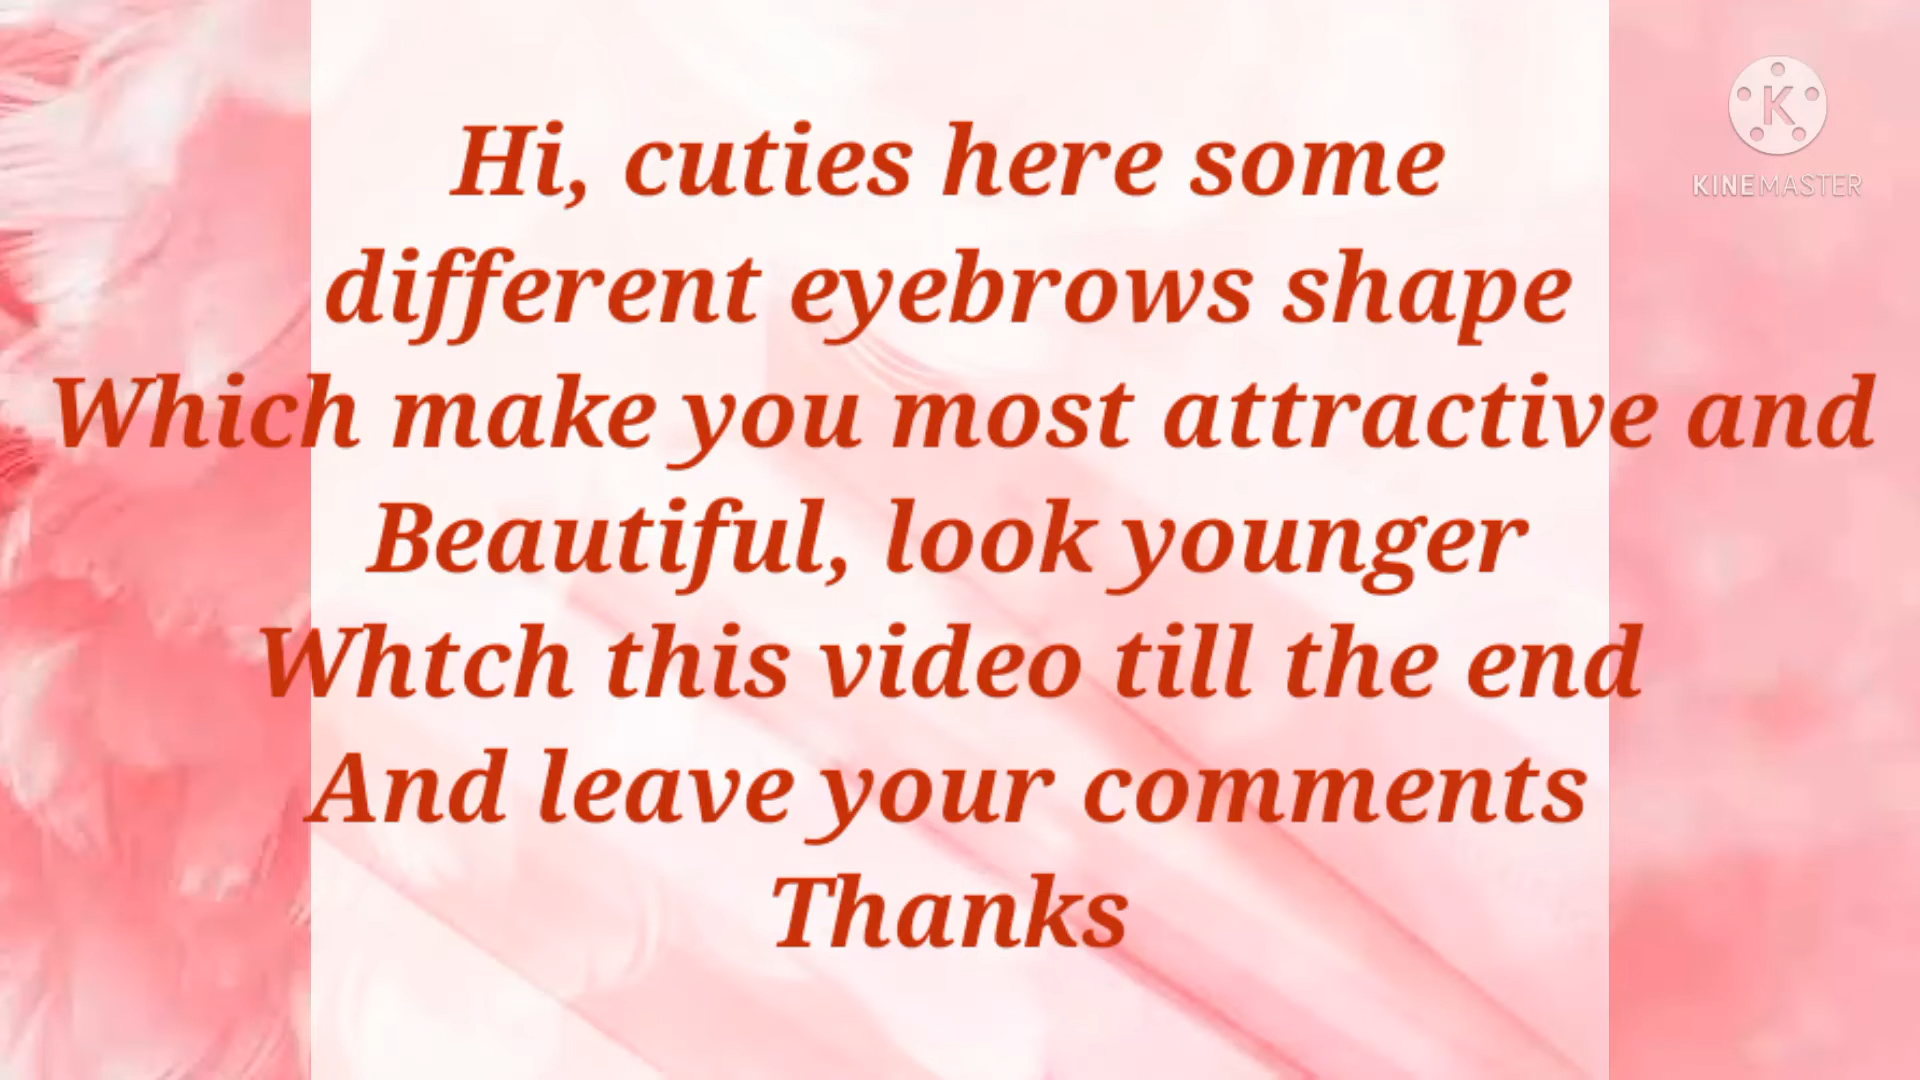 Hi, cuties here some
different eyebrows shape
Which make you most attractive and
Beautiful, look younger
Whtch this video till the end
And leave your comments
Thanks
K
KINEMASTER